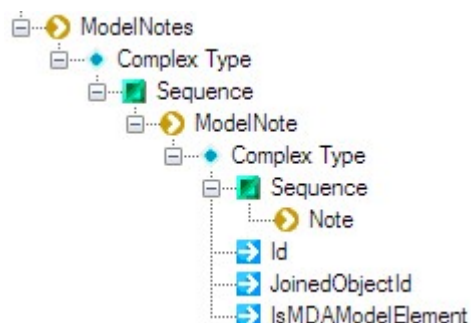 ModelNotes
Complex Type
Sequence
ModelNote
Complex Type
Sequence
Note
Id
JoinedObjectId
IsMDAModelElement